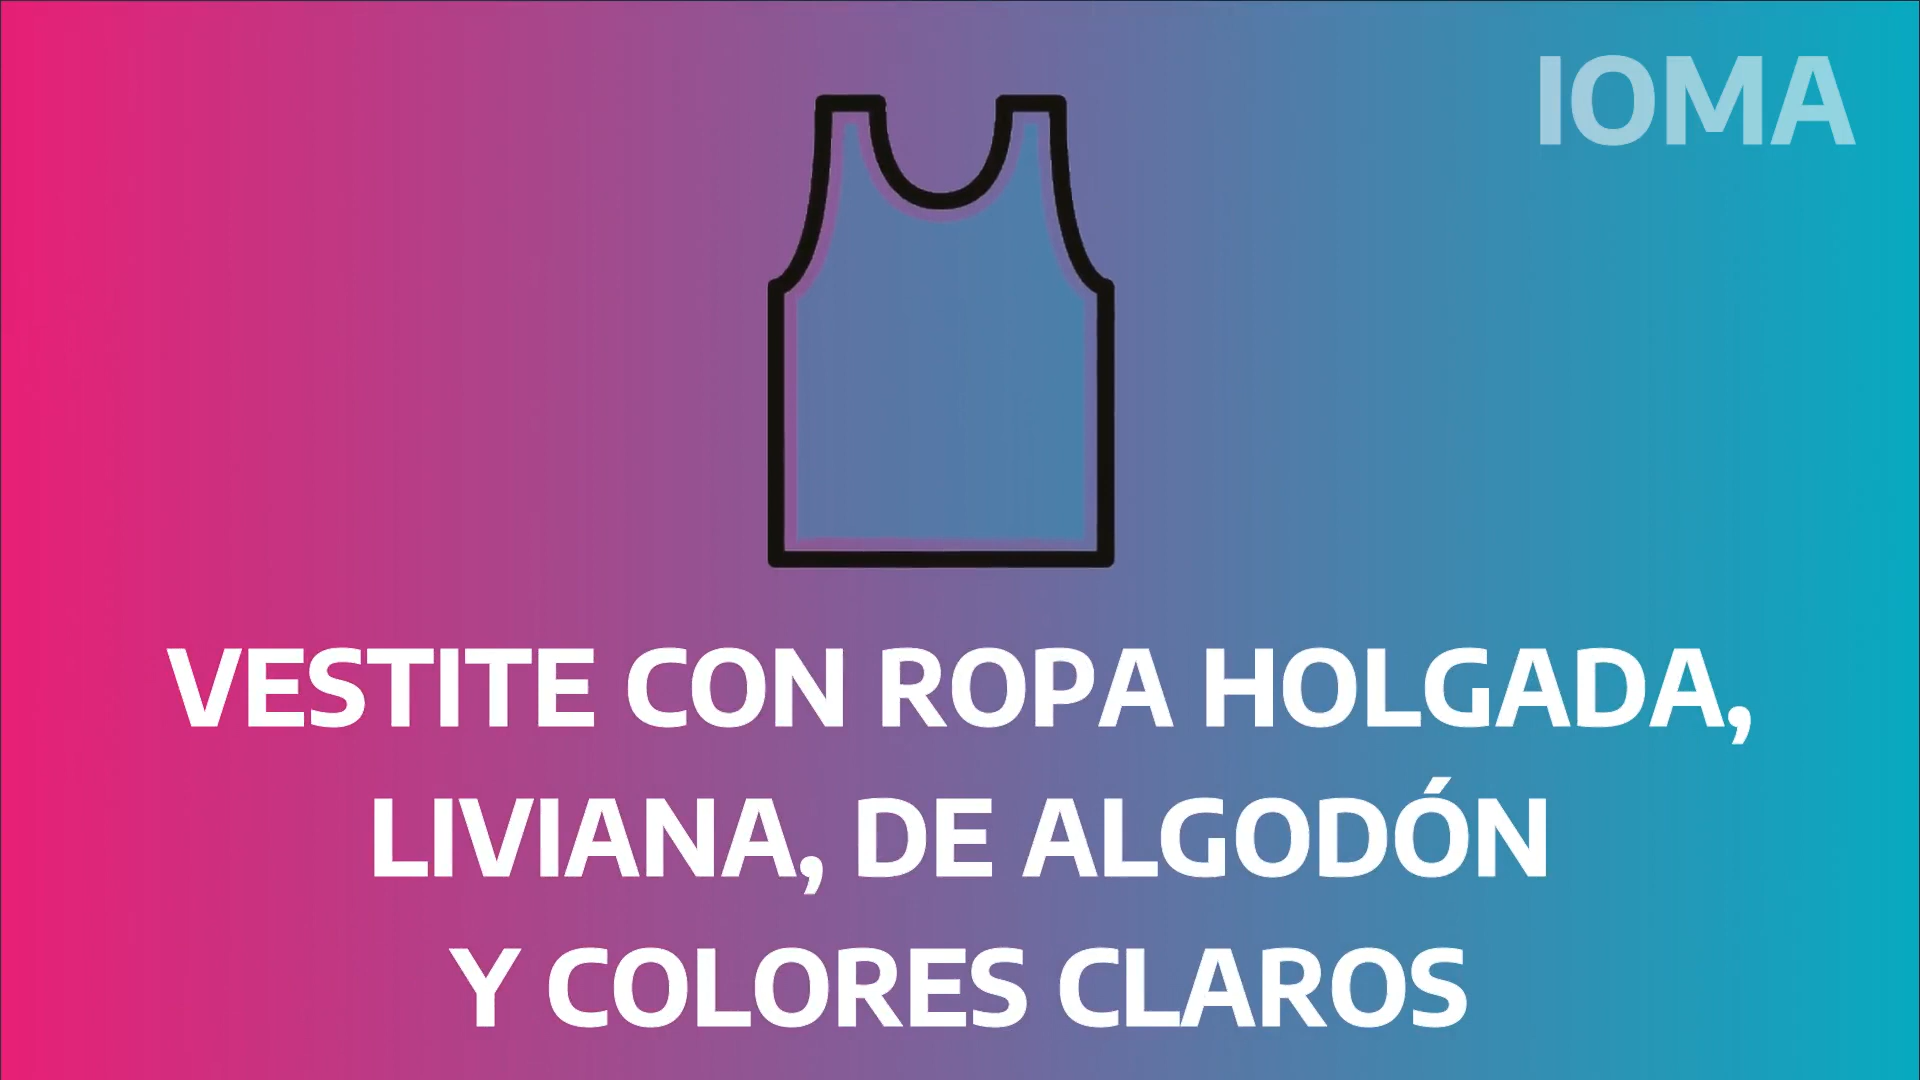 IOMA
VESTITE CON ROPA HOLGADA,
LIVIANA, DE ALGODÓN
Y COLORES CLAROS